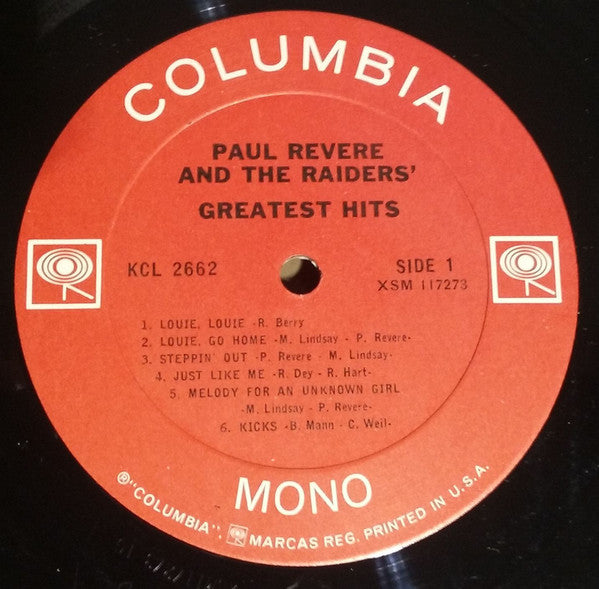 COLUMBIA
PAUL REVERE
AND THE RAIDERS'
GREATEST HITS
KCL 2662
SIDE 1
XSM 117273
1. LOUIE, LOUIE -R. Berry
2. LOUIE, GO HOME -M. Lindsay - P. Revere-
3. STEPPIN' OUT -P. Revere - M. Lindsay-
4. JUST LIKE ME -R. Dey - R. Hart-
5. MELODY FOR AN UNKNOWN GIRL
-M. Lindsay - P. Revere-
6. KICKS -B. Mann - C. Weil-
MONO
®"COLUMBIA", MARCAS REG. PRINTED IN U.S.A.